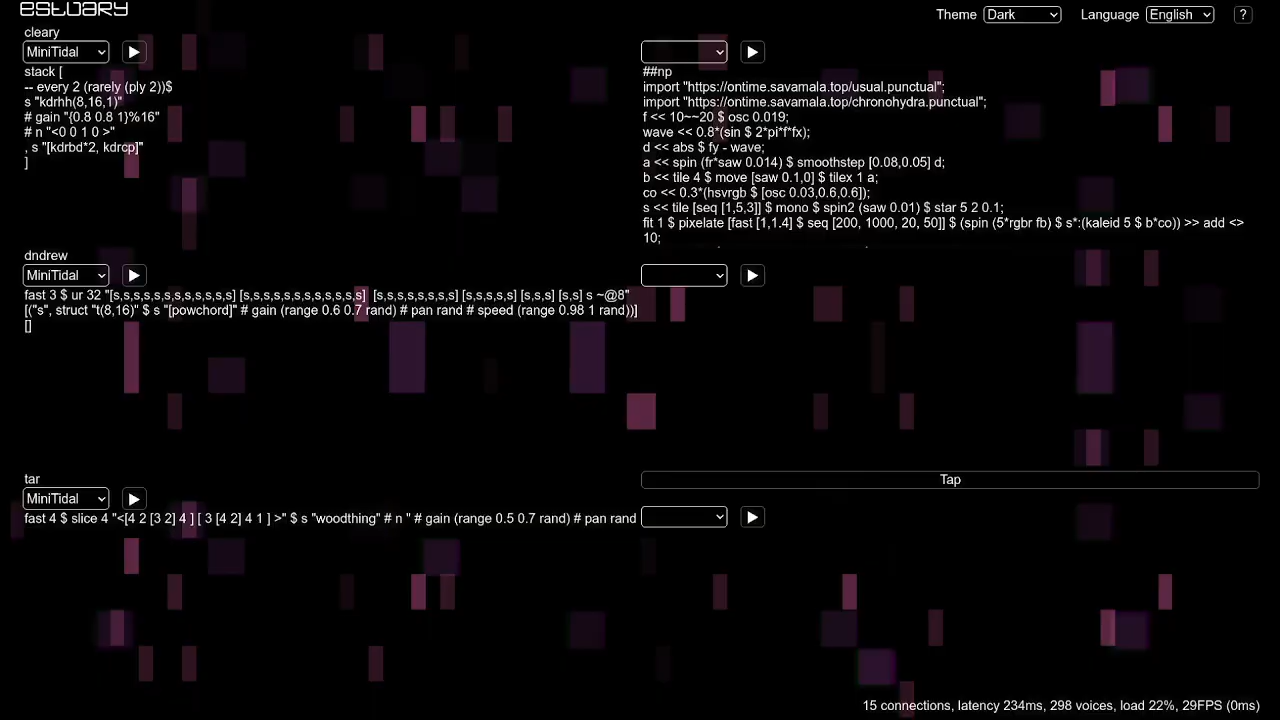 estuary
Theme Dark Language English ?
cleary
MiniTidal
stack [
-- every 2 (rarely (ply 2))$
s "kdrhh(8,16,1)"
# gain "{0.8 0.8 1}%16"
# n "<0 0 1 0 >"
, s "[kdrbd*2, kdrcp]"
]
##np
import "https://ontime.savamala.top/usual.punctual";
import "https://ontime.savamala.top/chronohydra.punctual";
f << 10~~20 $ osc 0.019;
wave << 0.8*(sin $ 2*pi*f*fx);
d << abs $ fy - wave;
a << spin (fr*saw 0.014) $ smoothstep [0.08,0.05] d;
b << tile 4 $ move [saw 0.1,0] $ tilex 1 a;
co << 0.3*(hsvrgb $ [osc 0.03,0.6,0.6]);
s << tile [seq [1,5,3]] $ mono $ spin2 (saw 0.01) $ star 5 2 0.1;
fit 1 $ pixelate [fast [1,1.4] $ seq [200, 1000, 20, 50]] $ (spin (5*rgbr fb) $ s*:(kaleid 5 $ b*co)) >> add <>
10;
dndrew
MiniTidal
fast 3 $ ur 32 "[s,s,s,s,s,s,s,s,s,s,s,s] [s,s,s,s,s,s,s,s,s,s,s,s]  [s,s,s,s,s,s,s,s] [s,s,s,s,s] [s,s,s] [s,s] s ~@8"
[("s", struct "t(8,16)" $ s "[powchord]" # gain (range 0.6 0.7 rand) # pan rand # speed (range 0.98 1 rand))]
[]
tar
MiniTidal
fast 4 $ slice 4 "<[4 2 [3 2] 4 ] [ 3 [4 2] 4 1 ] >" $ s "woodthing" # n " # gain (range 0.5 0.7 rand) # pan rand
Tap
15 connections, latency 234ms, 298 voices, load 22%, 29FPS (0ms)